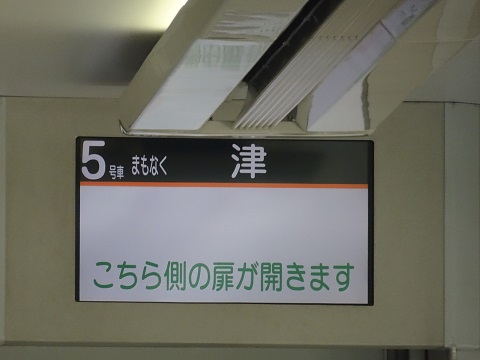 5号車 まもなく 津
こちら側の扉が開きます